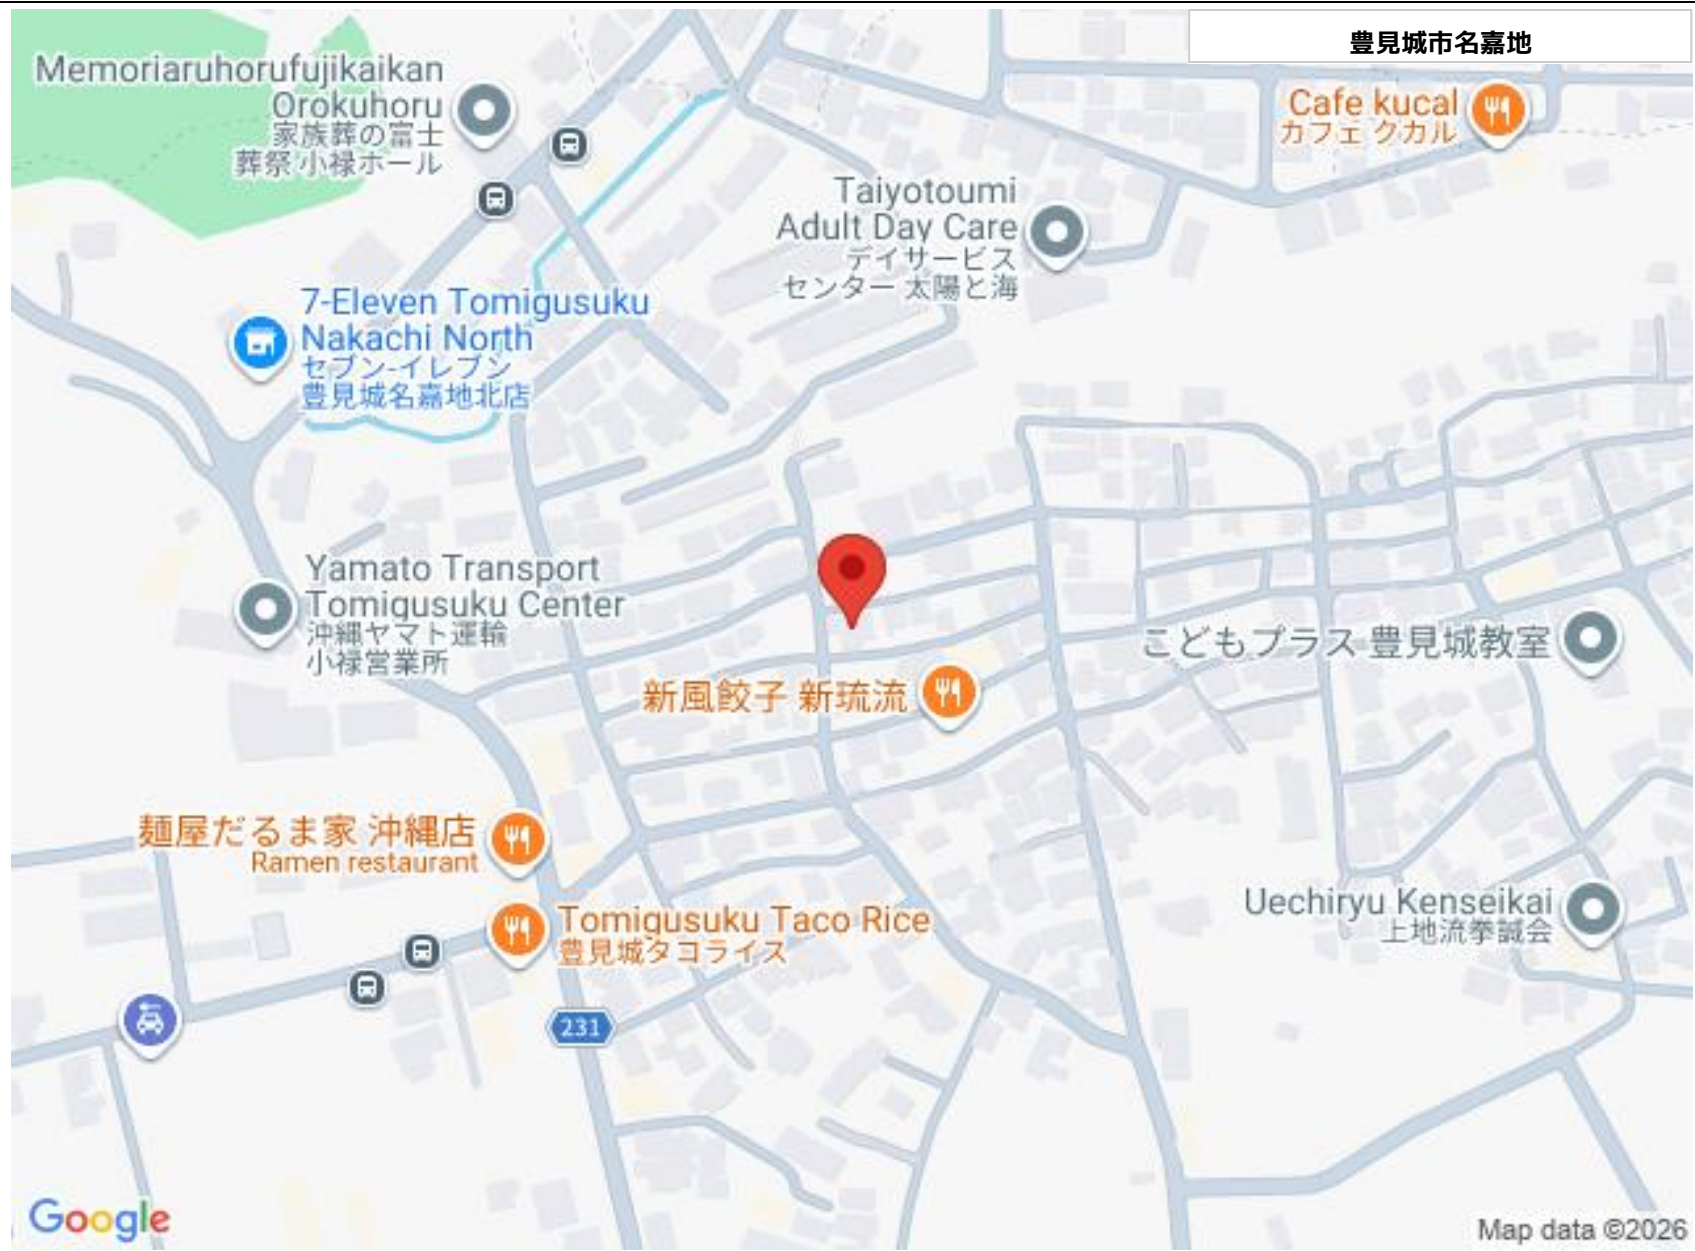 豊見城市名嘉地
Memoriaruhorufujikaikan
Orokuhoru
家族葬の富士
葬祭 小禄ホール
Cafe kucal
カフェ クカル
Taiyotoumi
Adult Day Care
デイサービス
センター 太陽と海
7-Eleven Tomigusuku
Nakachi North
セブン-イレブン
豊見城名嘉地北店
Yamato Transport
Tomigusuku Center
沖縄ヤマト運輸
小禄営業所
こどもプラス 豊見城教室
新風餃子 新琉流
麺屋だるま家 沖縄店
Ramen restaurant
Uechiryu Kenseikai
上地流拳誠会
Tomigusuku Taco Rice
豊見城タコライス
231
Google
Map data ©2026